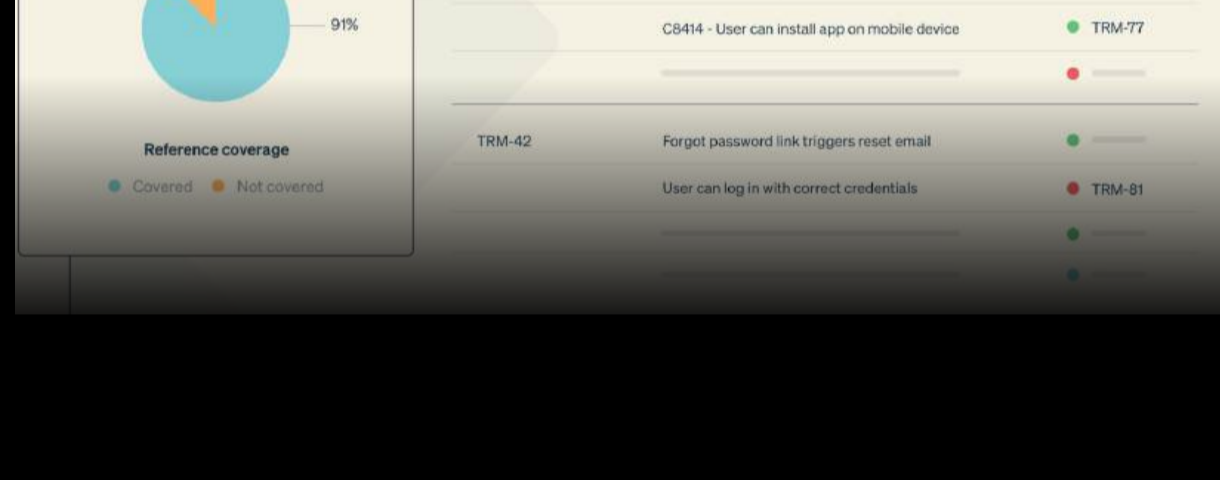 91%
Reference coverage
Covered Not covered
C8414 - User can install app on mobile device TRM-77
TRM-42 Forgot password link triggers reset email
User can log in with correct credentials TRM-81